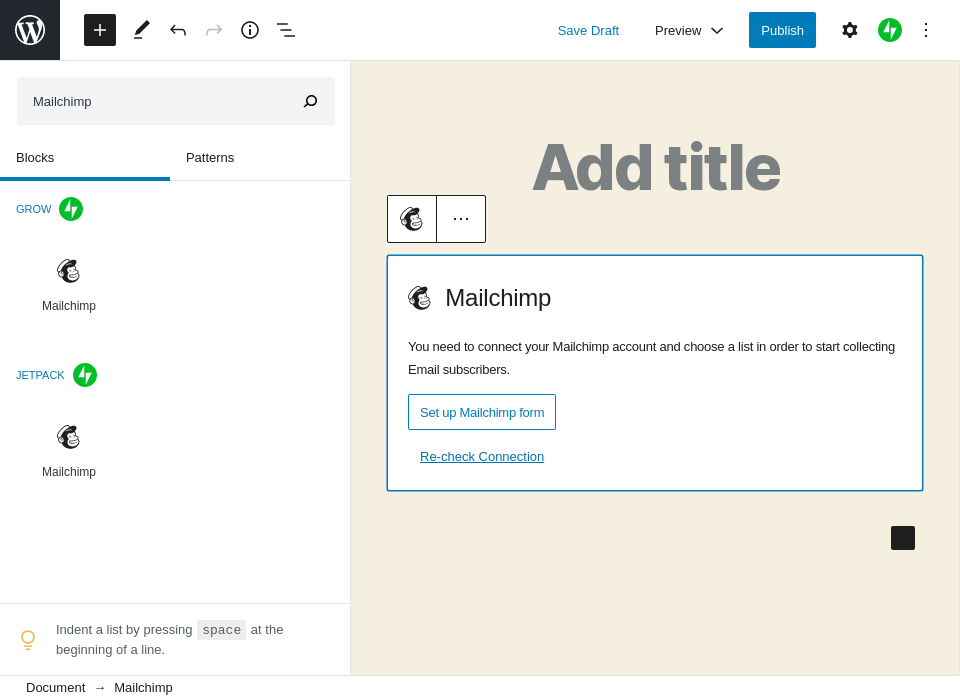 Save Draft Preview Publish
Mailchimp
Blocks Patterns
GROW
Mailchimp
JETPACK
Mailchimp
Indent a list by pressing space at the
beginning of a line.
Add title
Mailchimp
You need to connect your Mailchimp account and choose a list in order to start collecting
Email subscribers.
Set up Mailchimp form
Re-check Connection
Document → Mailchimp